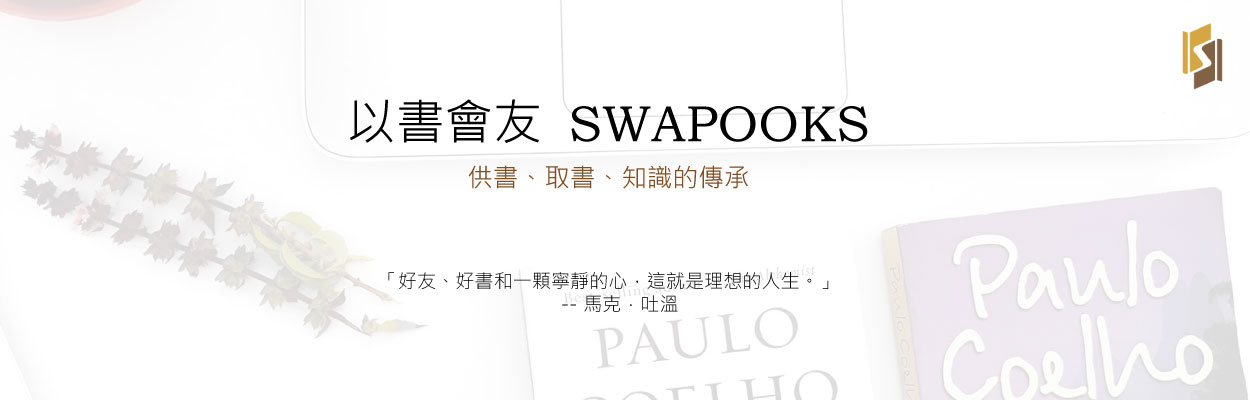 以書會友 SWAPOOKS
供書、取書、知識的傳承
「好友、好書和一顆寧靜的心，這就是理想的人生。」
-- 馬克．吐溫
PAULO
COELHO
Paulo
Coelho